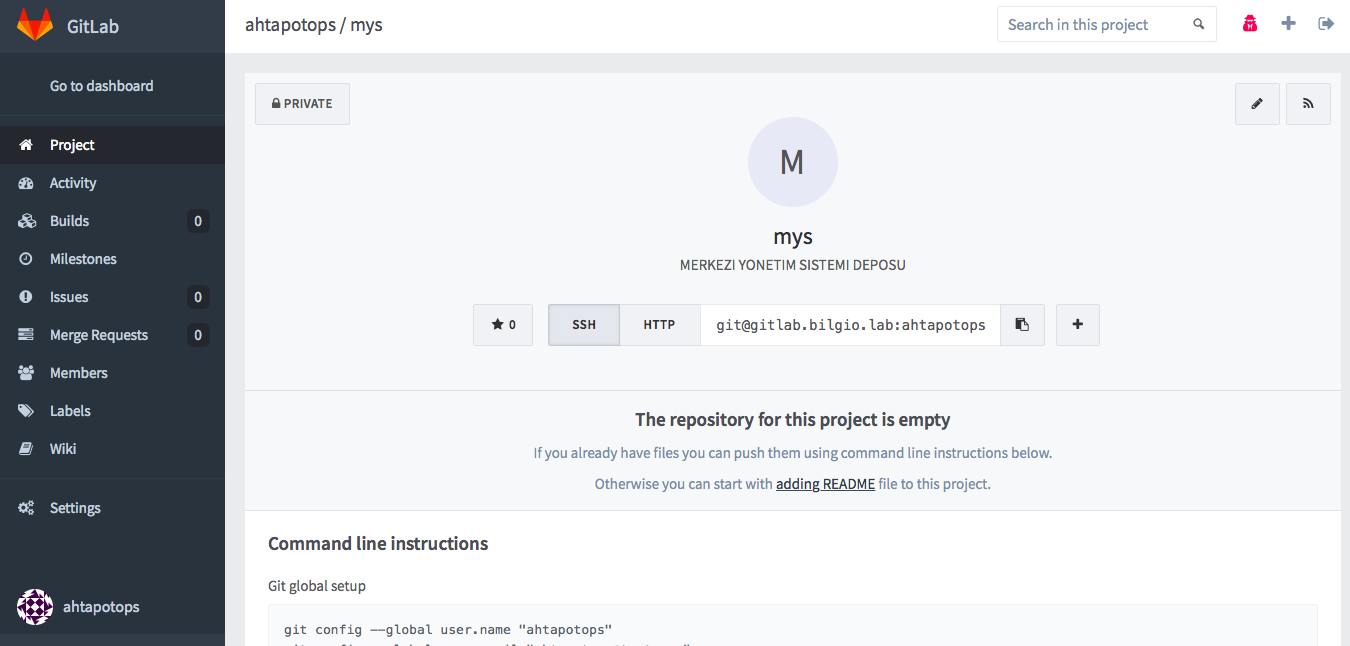 GitLab
ahtapotops / mys
Search in this project
Go to dashboard
Project
Activity
Builds 0
Milestones
Issues 0
Merge Requests 0
Members
Labels
Wiki
Settings
ahtapotops
PRIVATE
M
mys
MERKEZI YONETIM SISTEMI DEPOSU
0 SSH HTTP git@gitlab.bilgio.lab:ahtapotops
The repository for this project is empty
If you already have files you can push them using command line instructions below.
Otherwise you can start with adding README file to this project.
Command line instructions
Git global setup
git config --global user.name "ahtapotops"